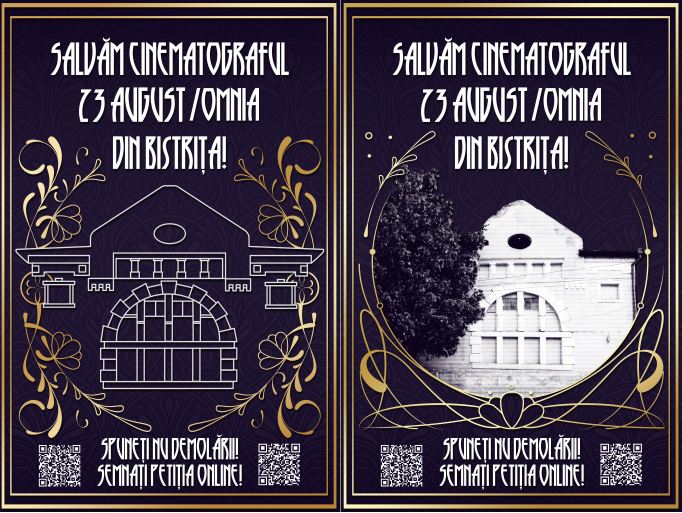 SALVĂM CINEMATOGRAFUL
23 AUGUST /OMNIA
DIN BISTRIȚA!
SPUNEȚI NU DEMOLĂRII!
SEMNAȚI PETIȚIA ONLINE!
SALVĂM CINEMATOGRAFUL
23 AUGUST /OMNIA
DIN BISTRIȚA!
SPUNEȚI NU DEMOLĂRII!
SEMNAȚI PETIȚIA ONLINE!